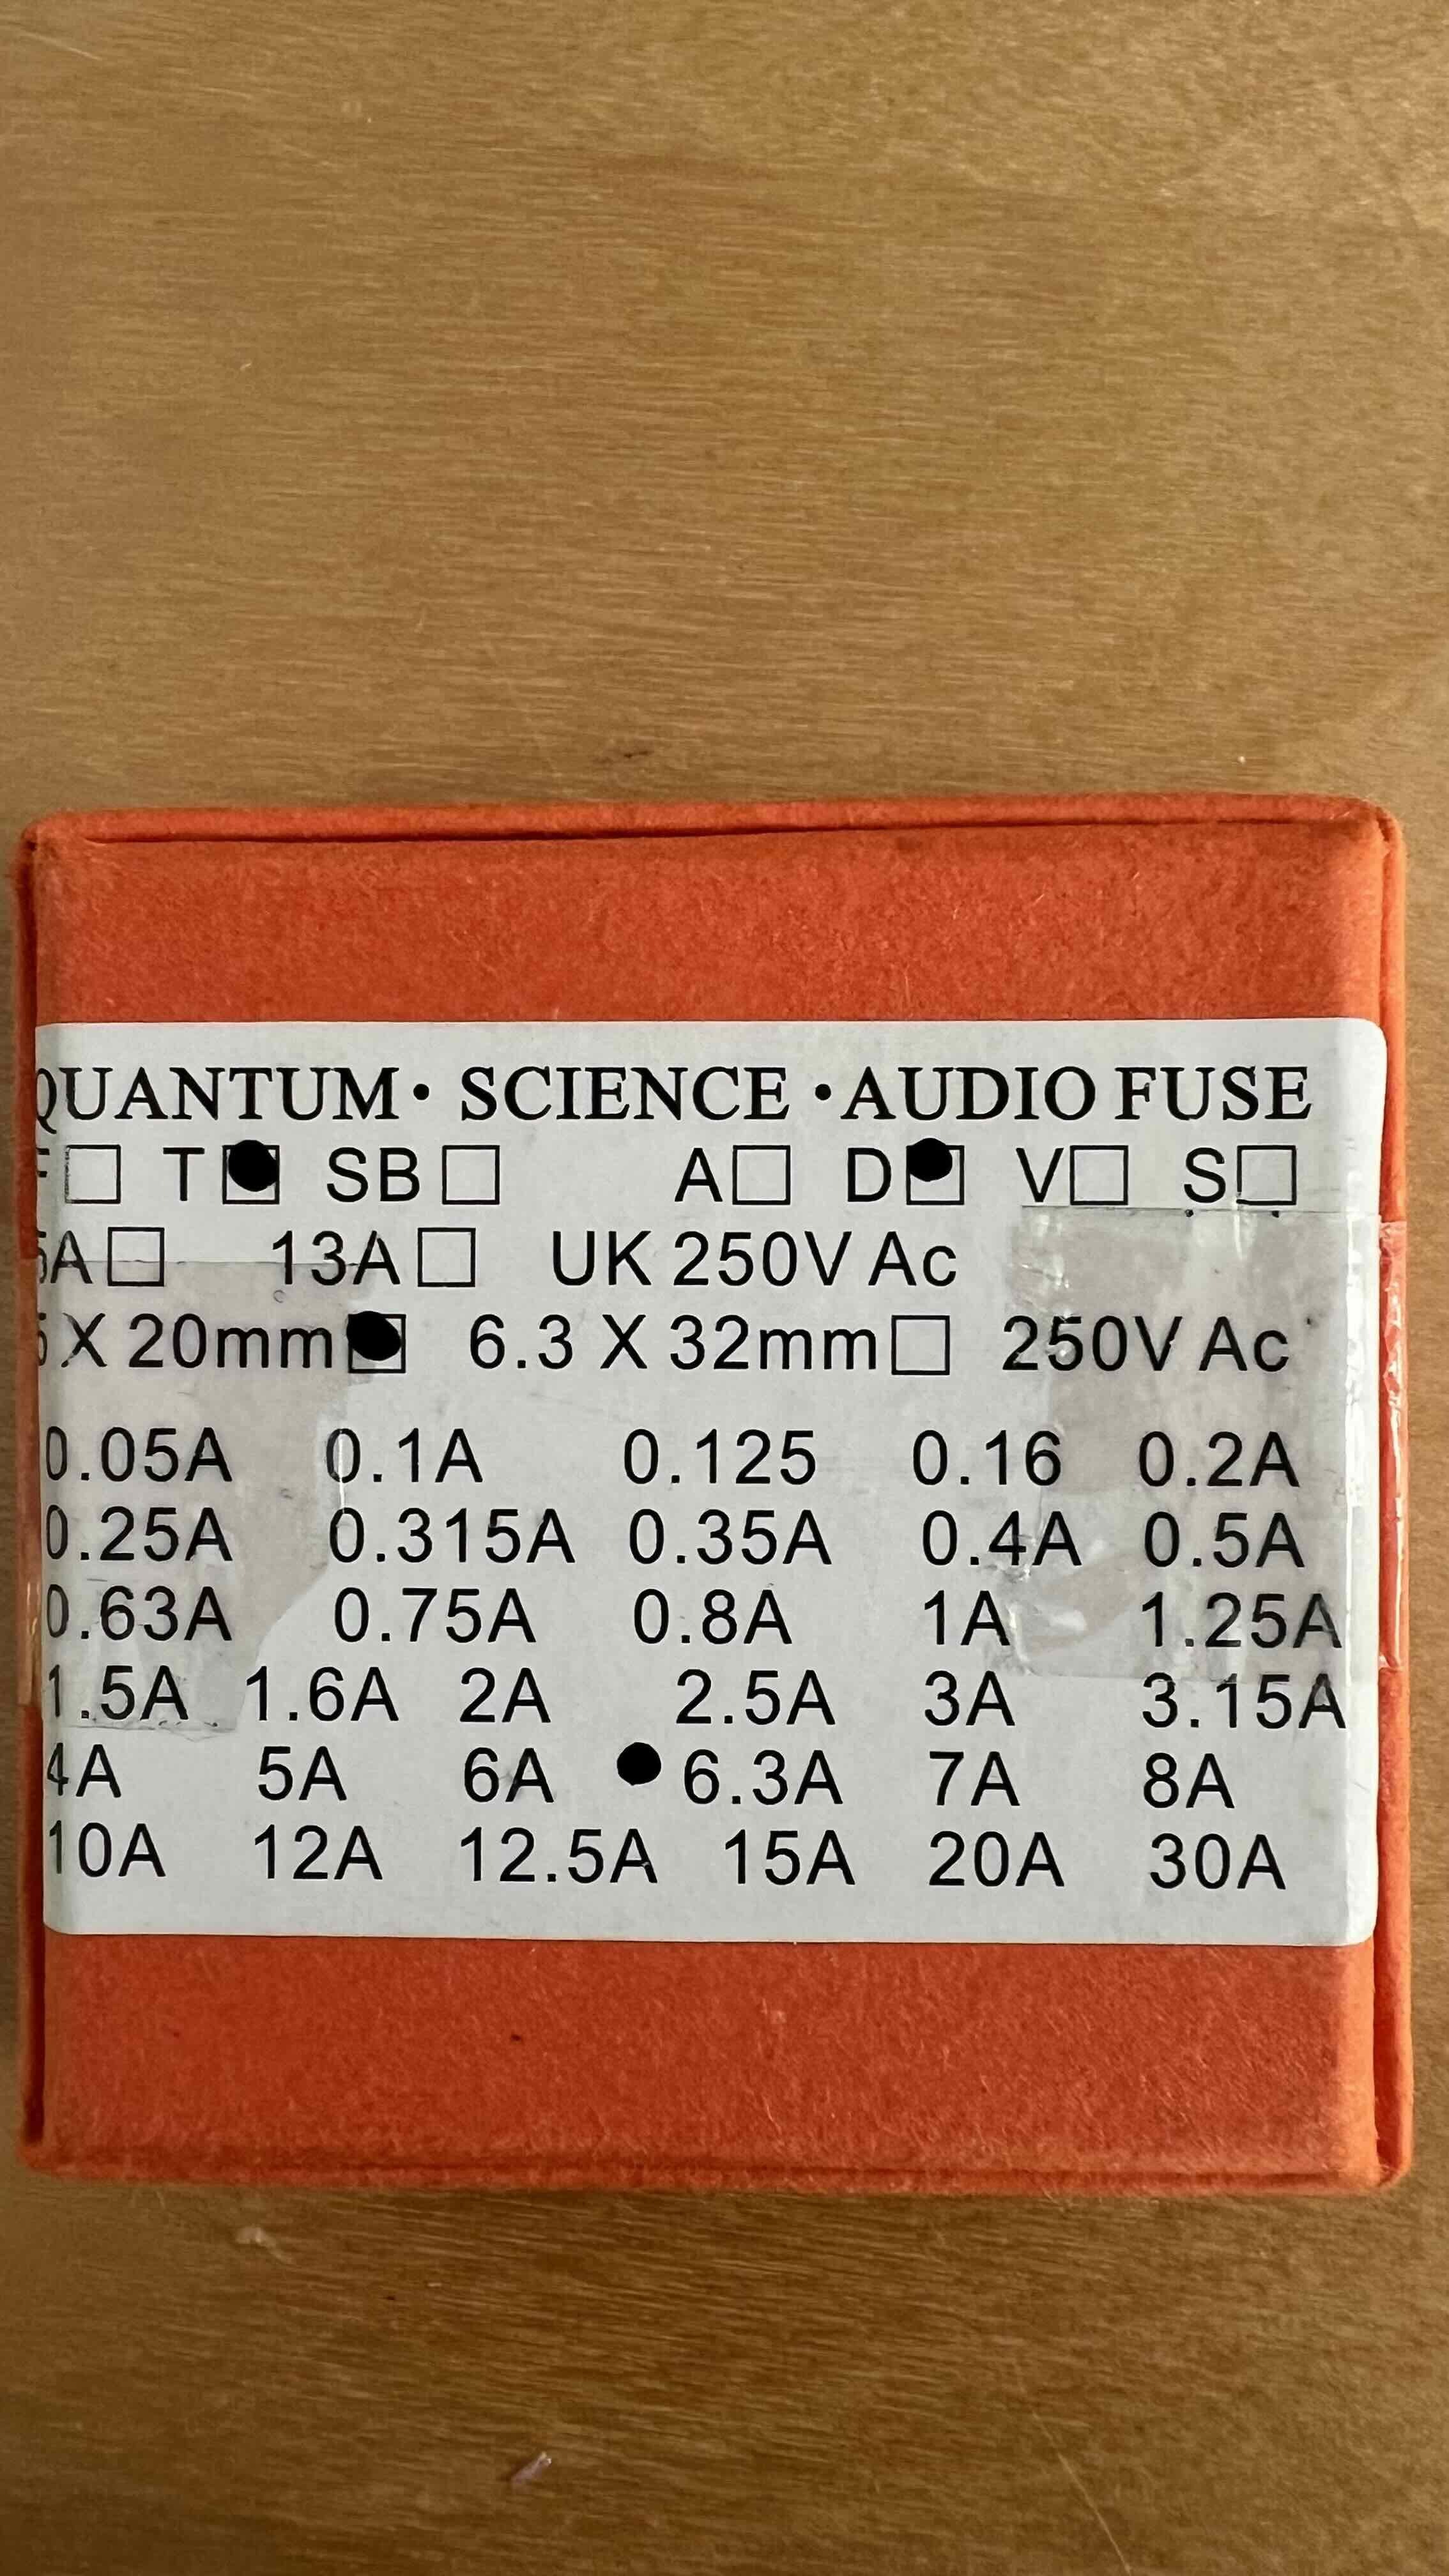 QUANTUM· SCIENCE ·AUDIO FUSE
F□ T☑ SB□ A□ D☑ V□ S□
5A□ 13A□ UK 250V Ac
5 X 20mm☑ 6.3 X 32mm□ 250V Ac
0.05A 0.1A 0.125 0.16 0.2A
0.25A 0.315A 0.35A 0.4A 0.5A
0.63A 0.75A 0.8A 1A 1.25A
1.5A 1.6A 2A 2.5A 3A 3.15A
4A 5A 6A ●6.3A 7A 8A
10A 12A 12.5A 15A 20A 30A